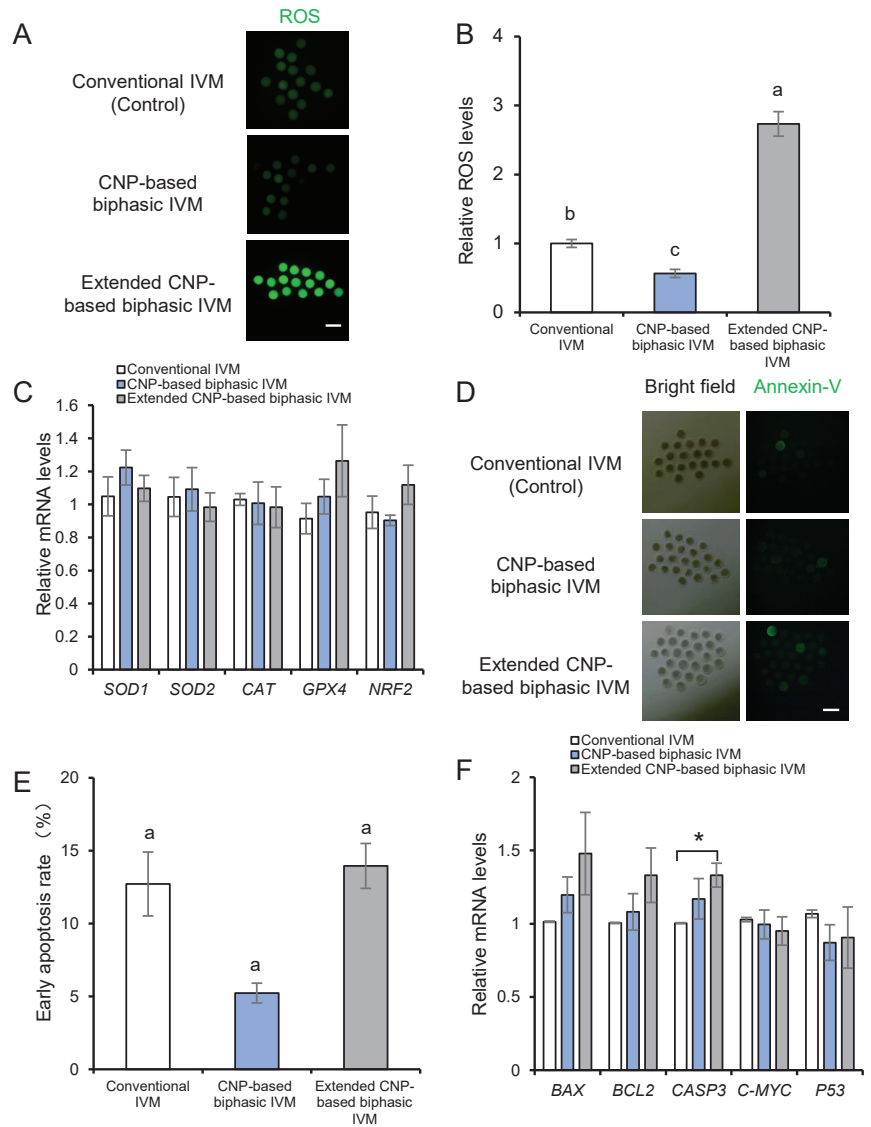 A
ROS
Conventional IVM
(Control)
CNP-based
biphasic IVM
Extended CNP-
based biphasic IVM
B
Relative ROS levels
4
3
2
1
0
a
b
c
Conventional
IVM
CNP-based
biphasic IVM
Extended CNP-
based biphasic
IVM
C
Conventional IVM
CNP-based biphasic IVM
Extended CNP-based biphasic IVM
Relative mRNA levels
1.6
1.4
1.2
1
0.8
0.6
0.4
0.2
0
SOD1 SOD2 CAT GPX4 NRF2
D
Bright field Annexin-V
Conventional IVM
(Control)
CNP-based
biphasic IVM
Extended CNP-
based biphasic IVM
E
Early apoptosis rate (%)
20
15
10
5
0
a
a
a
Conventional
IVM
CNP-based
biphasic IVM
Extended CNP-
based biphasic
IVM
F
Conventional IVM
CNP-based biphasic IVM
Extended CNP-based biphasic IVM
Relative mRNA levels
2
1.5
1
0.5
0
*
BAX BCL2 CASP3 C-MYC P53